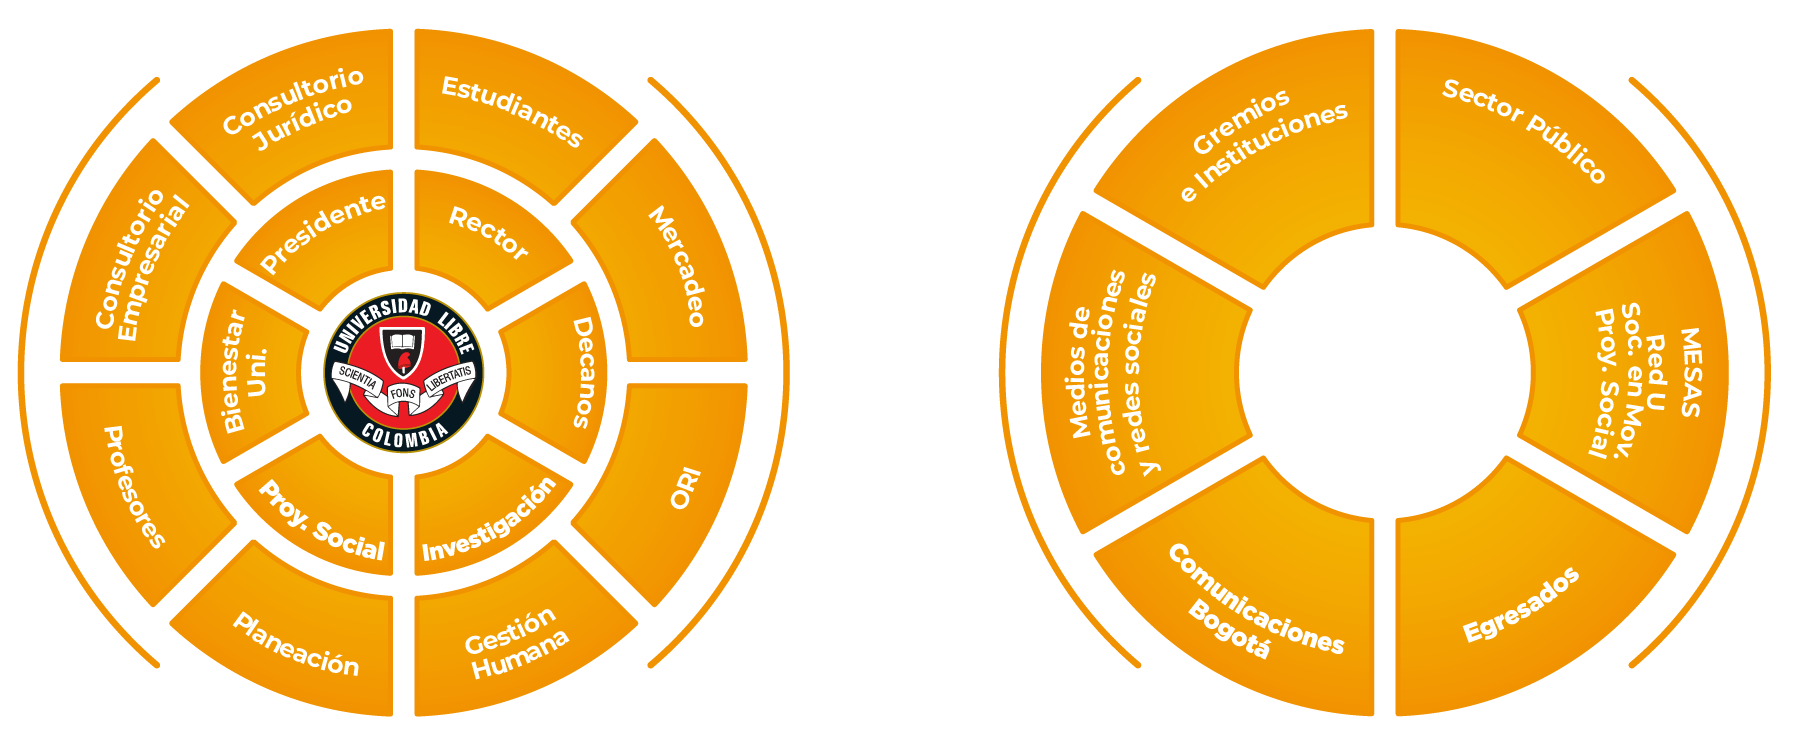 Consultorio
Jurídico
Estudiantes
Mercadeo
ORI
Gestión
Humana
Planeación
Profesores
Consultorio
Empresarial
Presidente
Rector
Decanos
Investigación
Proy. Social
Bienestar
Uni.
UNIVERSIDAD LIBRE
SCIENTIA
FONS
LIBERTATIS
COLOMBIA
Gremios
e Instituciones
Sector Público
MESAS
Red U
Soc. en Mov.
Proy. Social
Egresados
Comunicaciones
Bogotá
Medios de
comunicaciones
y redes sociales